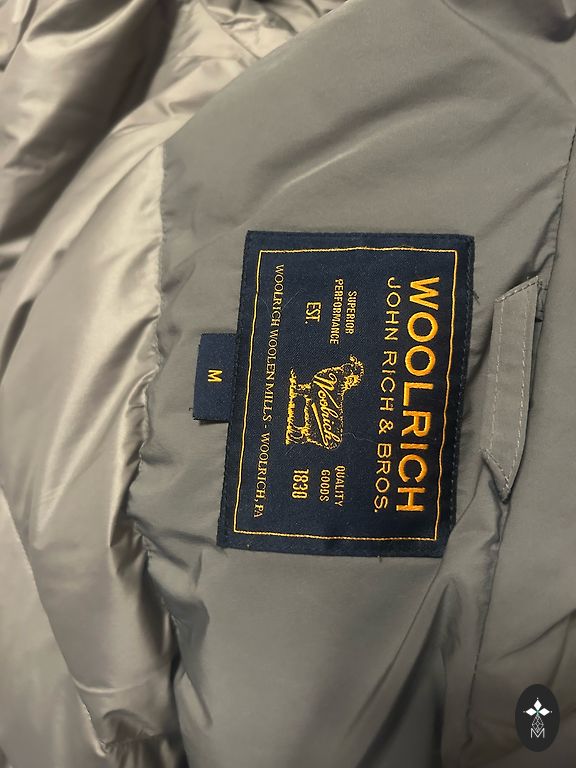 WOOLRICH
JOHN RICH & BROS.
SUPERIOR
PERFORMANCE
QUALITY
GOODS
Woolrich
EST.
1830
WOOLRICH WOOLEN MILLS - WOOLRICH, PA
M
M